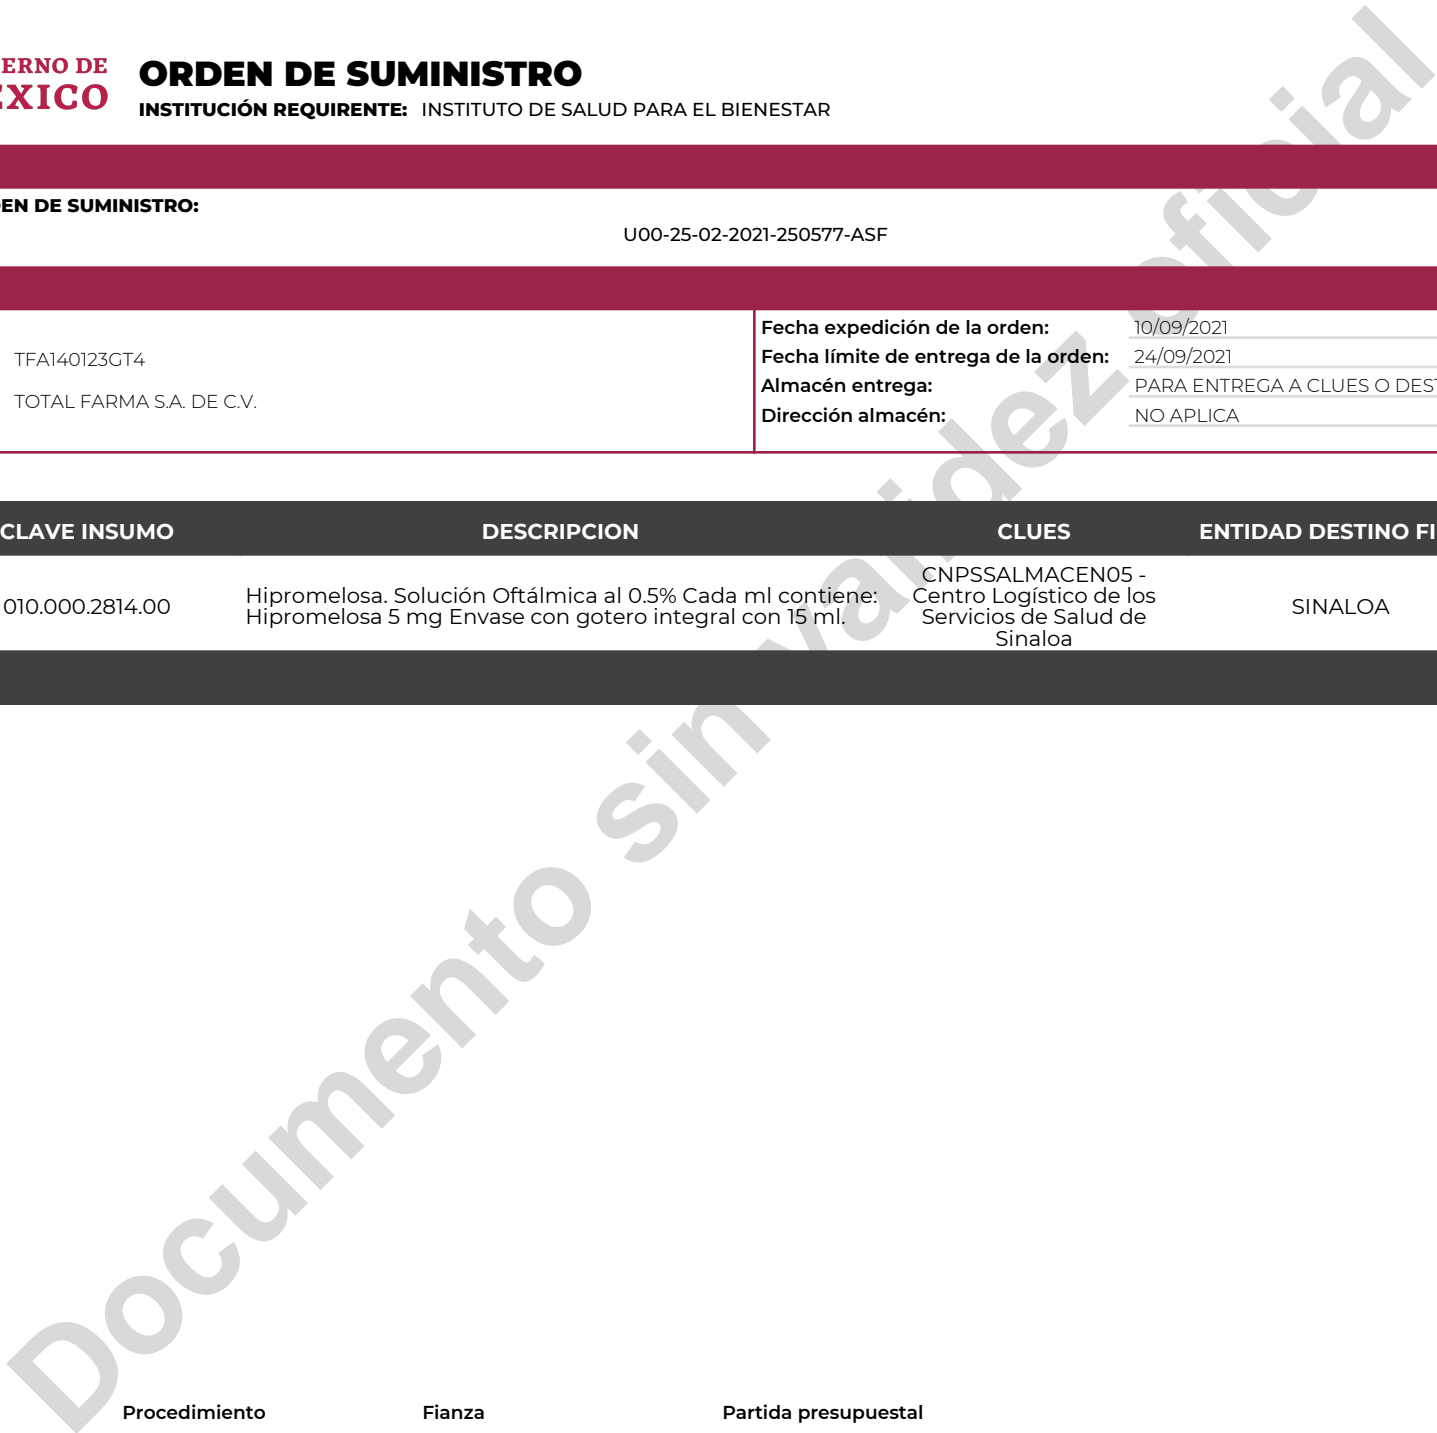 ERNO DE
ÉXICO
ORDEN DE SUMINISTRO
INSTITUCIÓN REQUIRENTE: INSTITUTO DE SALUD PARA EL BIENESTAR
EN DE SUMINISTRO:
U00-25-02-2021-250577-ASF
TFA140123GT4
TOTAL FARMA S.A. DE C.V.
Fecha expedición de la orden: 10/09/2021
Fecha límite de entrega de la orden: 24/09/2021
Almacén entrega: PARA ENTREGA A CLUES O DEST
Dirección almacén: NO APLICA
CLAVE INSUMO DESCRIPCION CLUES ENTIDAD DESTINO FI
010.000.2814.00
Hipromelosa. Solución Oftálmica al 0.5% Cada ml contiene:
Hipromelosa 5 mg Envase con gotero integral con 15 ml.
CNPSSALMACEN05 -
Centro Logístico de los
Servicios de Salud de
Sinaloa
SINALOA
Documento sin validez oficial
Procedimiento Fianza Partida presupuestal